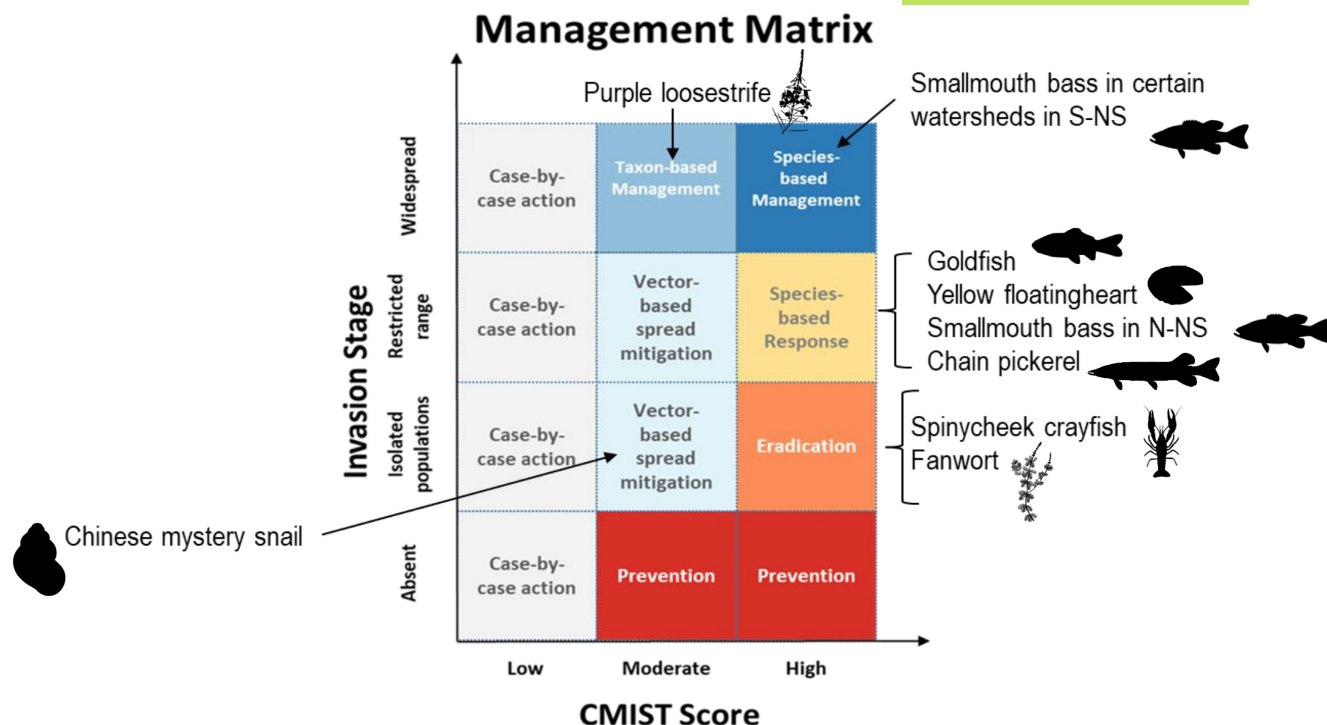 Management Matrix
Purple loosestrife
Smallmouth bass in certain
watersheds in S-NS
Invasion Stage
Widespread
Case-by-
case action
Taxon-based
Management
Species-
based
Management
Restricted
range
Case-by-
case action
Vector-
based
spread
mitigation
Species-
based
Response
Goldfish
Yellow floatingheart
Smallmouth bass in N-NS
Chain pickerel
Isolated
populations
Case-by-
case action
Vector-
based
spread
mitigation
Eradication
Spinycheek crayfish
Fanwort
Chinese mystery snail
Absent
Case-by-
case action
Prevention
Prevention
Low
Moderate
High
CMIST Score